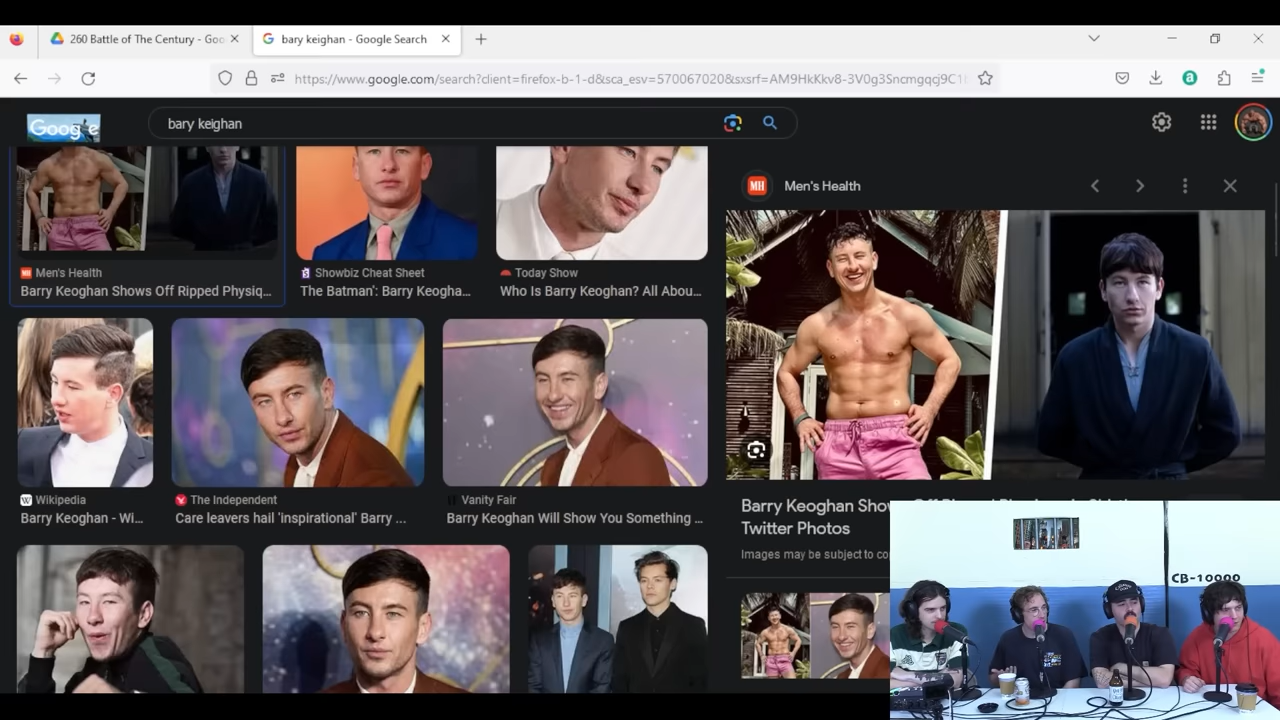 260 Battle of The Century - Goo
bary keighan - Google Search
https://www.google.com/search?client=firefox-b-1-d&sca_esv=570067020&sxsrf=AM9HkKkv8-3V0g3Sncmgqcj9C1
Goog e
bary keighan
MH Men's Health
Men's Health
Showbiz Cheat Sheet
Today Show
Barry Keoghan Shows Off Ripped Physiq...
The Batman': Barry Keogha...
Who Is Barry Keoghan? All Abou...
W Wikipedia
The Independent
Vanity Fair
Barry Keoghan - Wi...
Care leavers hail 'inspirational' Barry ...
Barry Keoghan Will Show You Something ...
Barry Keoghan Sho
Twitter Photos
Images may be subject to co
CB-10000